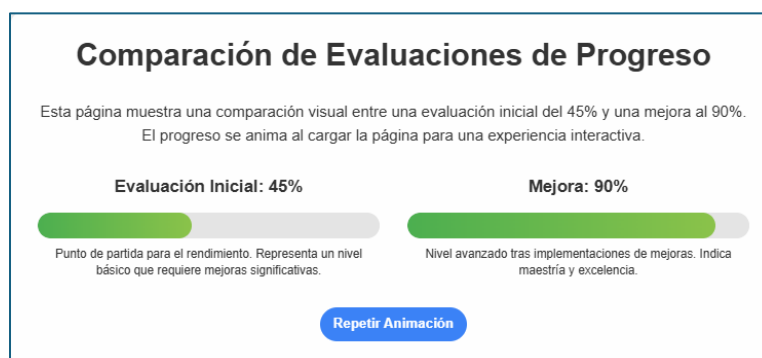 Comparación de Evaluaciones de Progreso
Esta página muestra una comparación visual entre una evaluación inicial del 45% y una mejora al 90%.
El progreso se anima al cargar la página para una experiencia interactiva.
Evaluación Inicial: 45%
Punto de partida para el rendimiento. Representa un nivel
básico que requiere mejoras significativas.
Mejora: 90%
Nivel avanzado tras implementaciones de mejoras. Indica
maestría y excelencia.
Repetir Animación